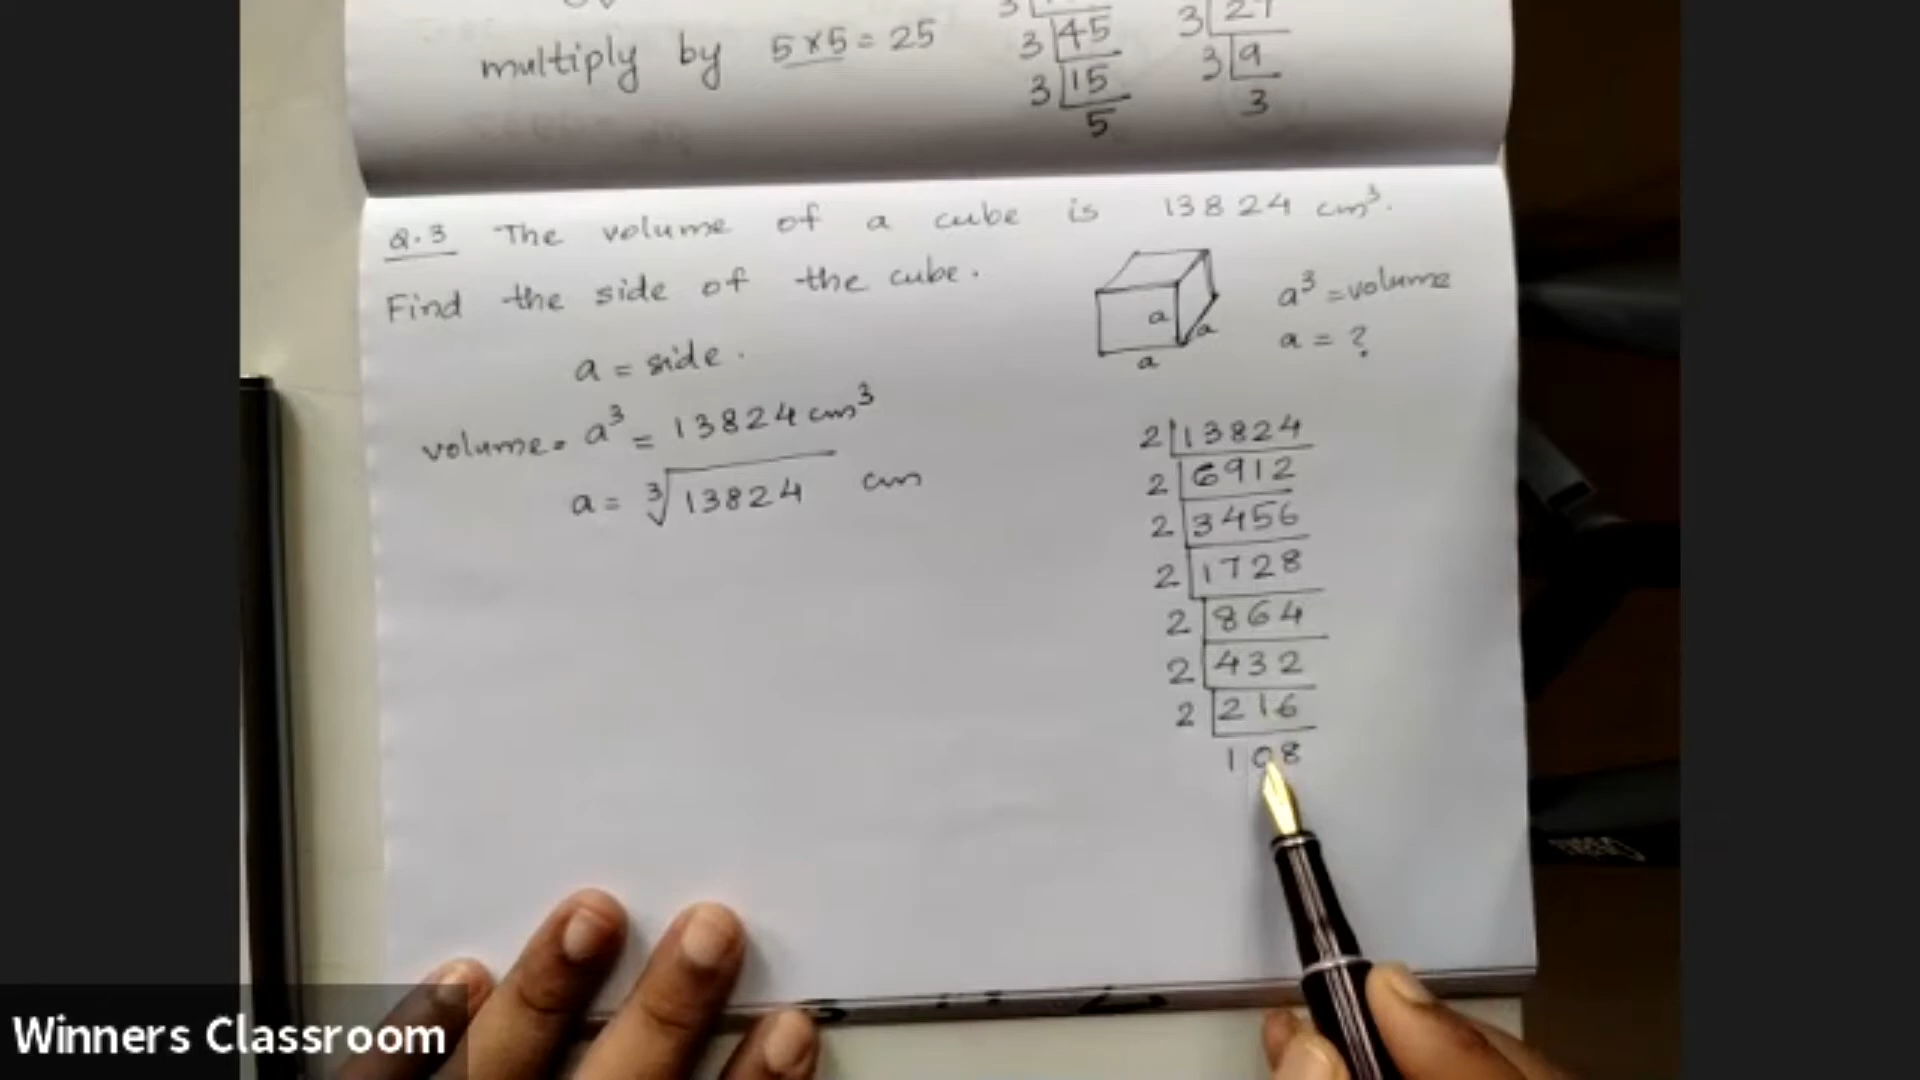 multiply by 5×5 = 25
3 45
3 15
5
3 27
3 9
3
Q.3 The volume of a cube is 13824 cm³.
Find the side of the cube.
a
a
a
a³ = volume
a = ?
a = side.
volume = a³ = 13824 cm³
a = ³√13824 cm
2 13824
2 6912
2 3456
2 1728
2 864
2 432
2 216
108
Winners Classroom